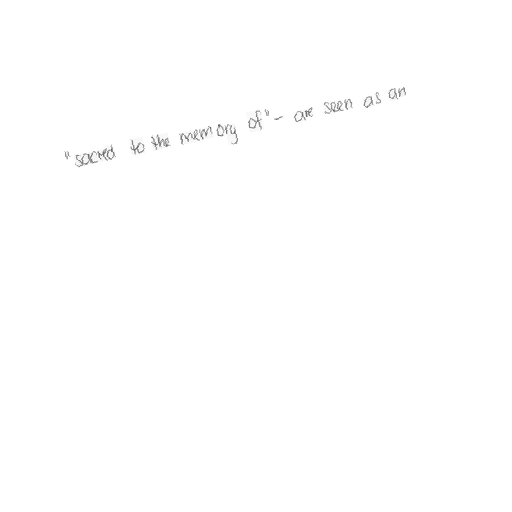 "sacred to the memory of" - are seen as an